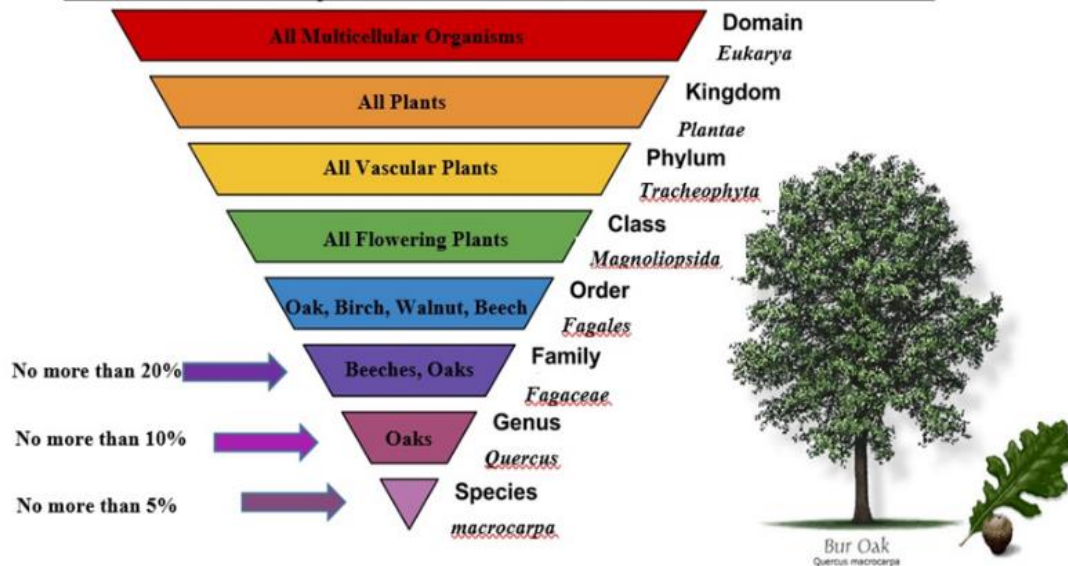 All Multicellular Organisms
Domain
Eukarya
All Plants
Kingdom
Plantae
All Vascular Plants
Phylum
Tracheophyta
All Flowering Plants
Class
Magnoliopsida
Oak, Birch, Walnut, Beech
Order
Fagales
No more than 20%
Beeches, Oaks
Family
Fagaceae
No more than 10%
Oaks
Genus
Quercus
No more than 5%
Species
macrocarpa
Bur Oak
Quercus macrocarpa